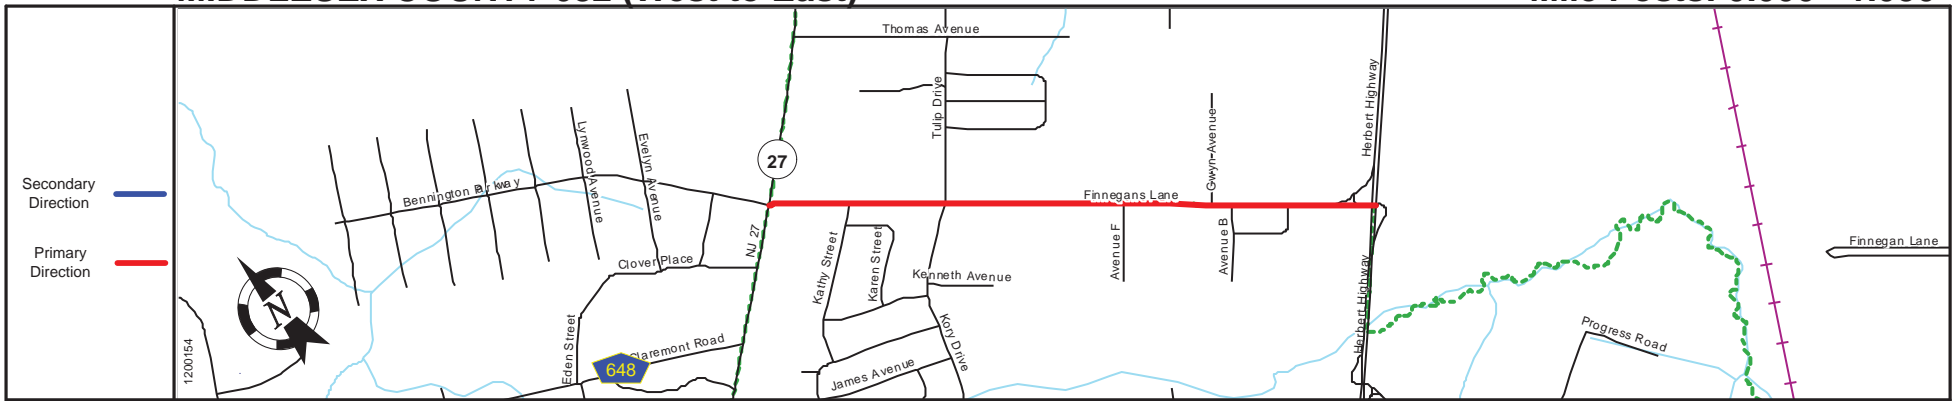 Secondary
Direction
Primary
Direction
Thomas Avenue
Tulip Drive
Herbert Highway
Lynwood Avenue
Evelyn Avenue
27
Gwyn Avenue
Bennington Parkway
Finnegans Lane
NJ 27
Clover Place
Kathy Street
Karen Street
Kenneth Avenue
Avenue F
Avenue B
Herbert Highway
Finnegan Lane
N
1200154
Eden Street
648
Claremont Road
Kory Drive
James Avenue
Progress Road